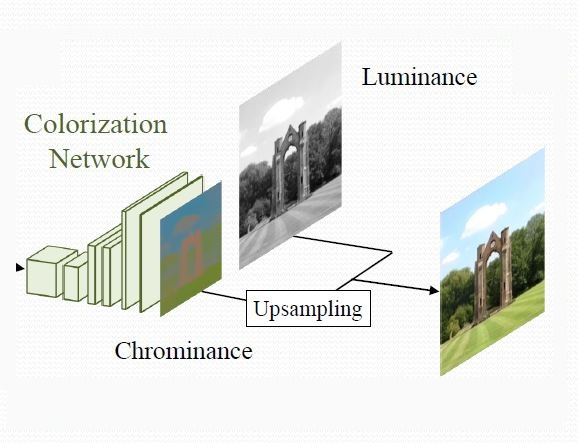 Luminance
Colorization
Network
Upsampling
Chrominance